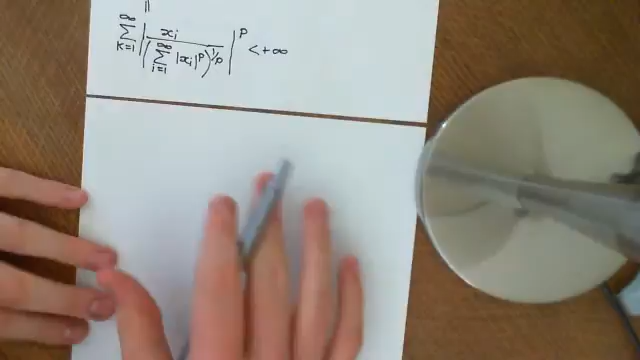 =
∑_{k=1}^{∞} | x_i / (∑_{i=1}^{∞} |x_i|^p)^{1/p} |^p < +∞